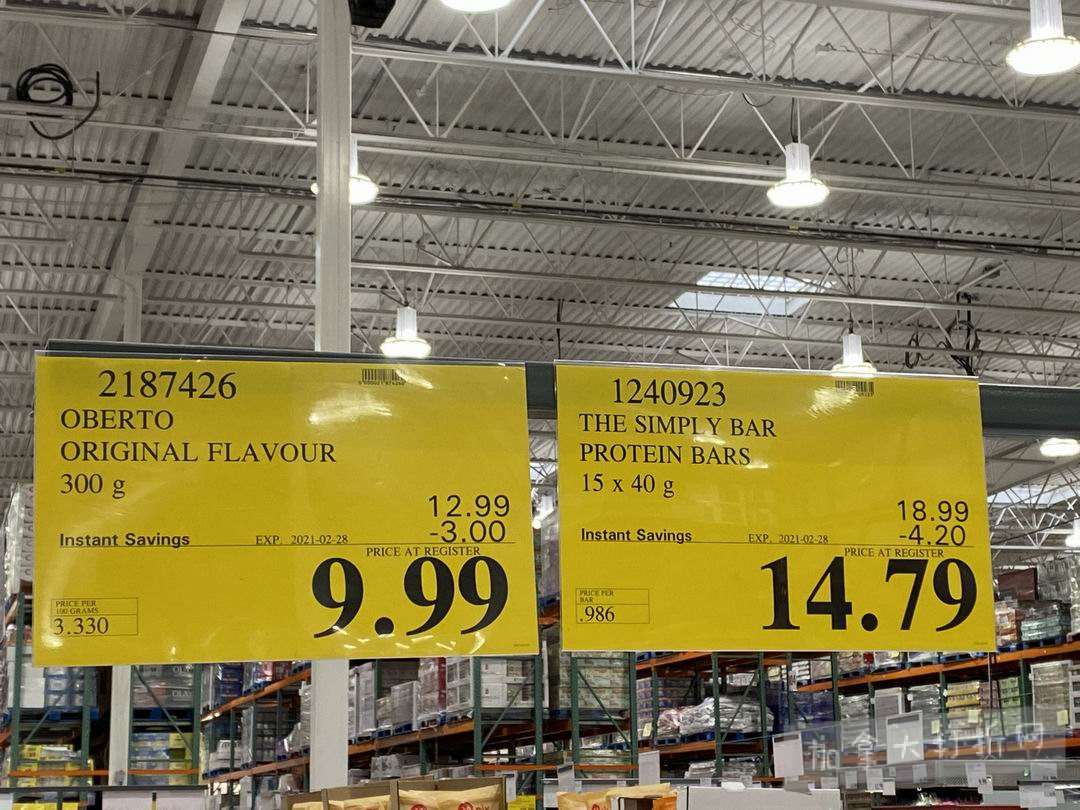 2187426
OBERTO
ORIGINAL FLAVOUR
300 g
12.99
Instant Savings EXP. 2021-02-28 -3.00
PRICE AT REGISTER
9.99
PRICE PER
100 GRAMS
3.330
1240923
THE SIMPLY BAR
PROTEIN BARS
15 x 40 g
18.99
Instant Savings EXP. 2021-02-28 -4.20
PRICE AT REGISTER
14.79
PRICE PER
BAR
.986
加拿大打折网